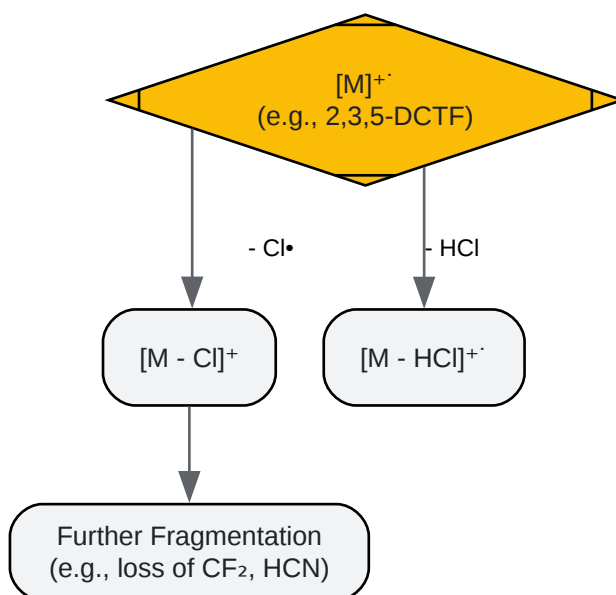 [M]⁺˙
(e.g., 2,3,5-DCTF)
- Cl•
- HCl
[M - Cl]⁺
[M - HCl]⁺˙
Further Fragmentation
(e.g., loss of CF₂, HCN)